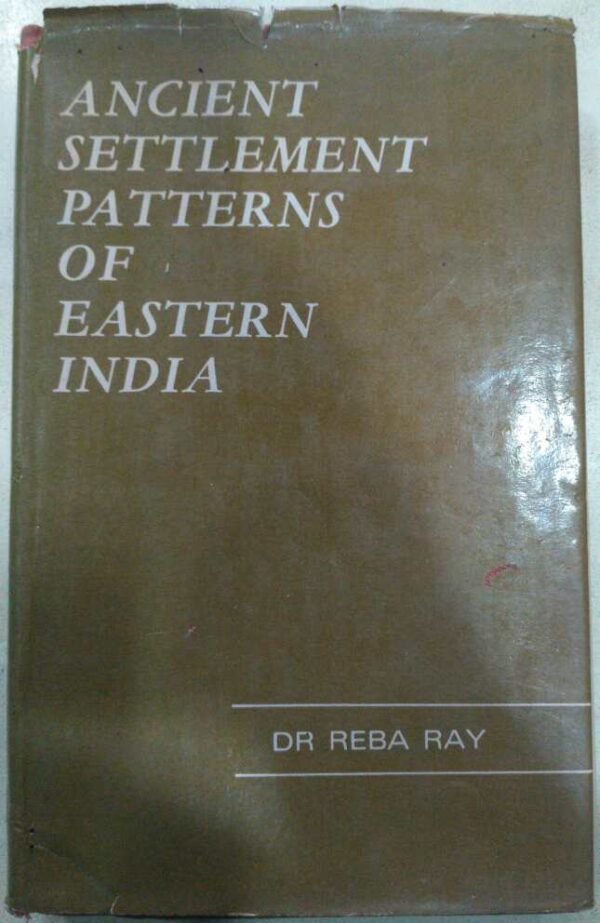 ANCIENT
SETTLEMENT
PATTERNS
OF
EASTERN
INDIA
DR REBA RAY